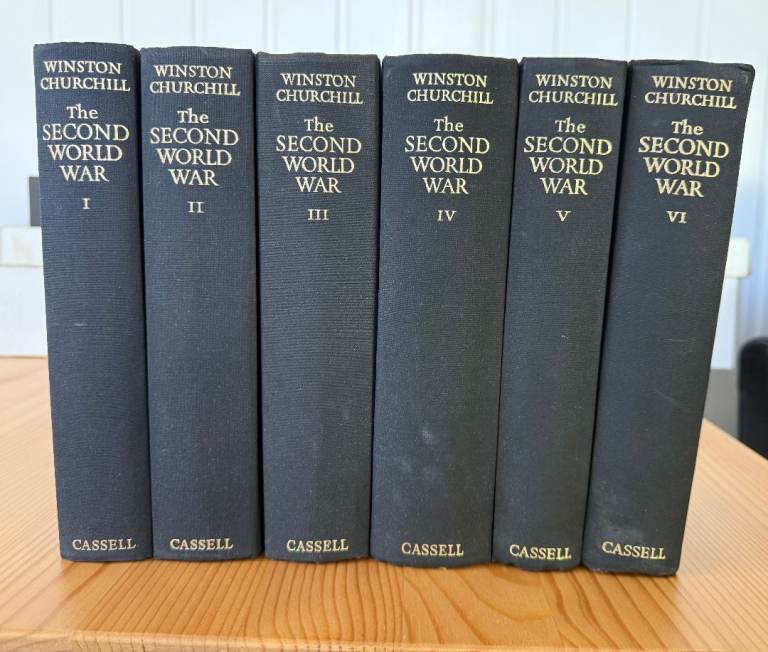 WINSTON
CHURCHILL
The
SECOND
WORLD
WAR
I
CASSELL
WINSTON
CHURCHILL
The
SECOND
WORLD
WAR
II
CASSELL
WINSTON
CHURCHILL
The
SECOND
WORLD
WAR
III
CASSELL
WINSTON
CHURCHILL
The
SECOND
WORLD
WAR
IV
CASSELL
WINSTON
CHURCHILL
The
SECOND
WORLD
WAR
V
CASSELL
WINSTON
CHURCHILL
The
SECOND
WORLD
WAR
VI
CASSELL